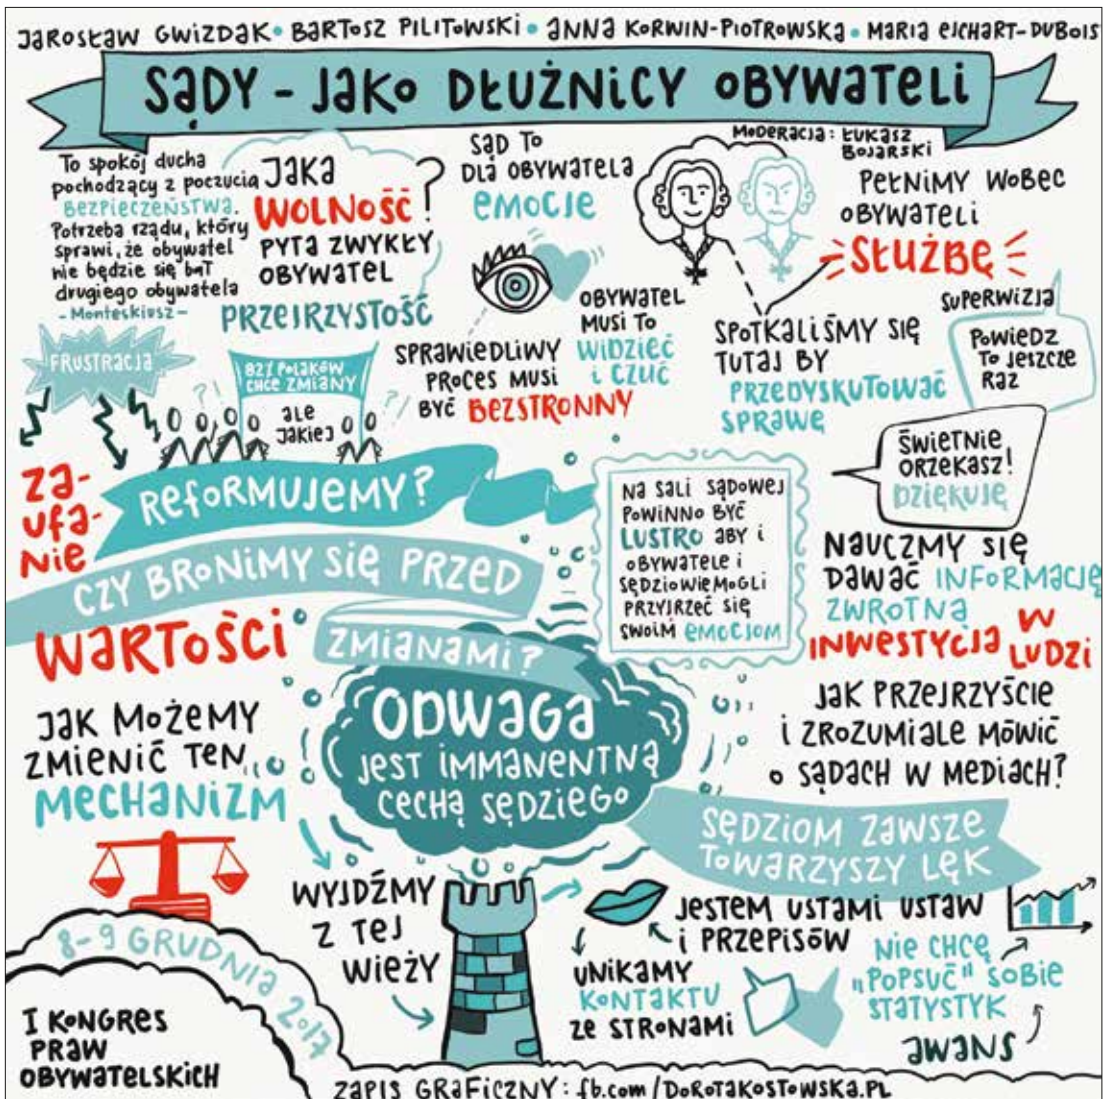 JAROSŁAW GWIZDAK • BARTOSZ PILITOWSKI • ANNA KORWIN-PIOTROWSKA • MARIA EICHART-DUBOIS
SĄDY - JAKO DŁUŻNICY OBYWATELI
MODERACJA: ŁUKASZ
BOJARSKI
To spokój ducha
pochodzący z poczucia
BEZPIECZEŃSTWA.
Potrzeba rządu, który
sprawi, że obywatel
nie będzie się bał
drugiego obywatela
- Monteskiusz -
JAKA
WOLNOŚĆ?
PYTA ZWYKŁY
OBYWATEL
PRZEJRZYSTOŚĆ
SĄD TO
DLA OBYWATELA
EMOCJE
OBYWATEL
MUSI TO
WIDZIEĆ
i CZUĆ
SPRAWIEDLIWY
PROCES MUSI
BYĆ BEZSTRONNY
PEŁNIMY WOBEC
OBYWATELI
SŁUŻBĘ
SPOTKALIŚMY SIĘ
TUTAJ BY
PRZEDYSKUTOWAĆ
SPRAWĘ
SUPERWIZJA
POWIEDZ
TO JESZCZE
RAZ
FRUSTRACJA
82% POLAKÓW
CHCE ZMIANY
ALE
JAKIEJ
?
?
?
ZA-
UFA-
NIE
REFORMUJEMY?
CZY BRONIMY SIĘ PRZED
ZMIANAMI?
WARTOŚCI
NA SALI SĄDOWEJ
POWINNO BYĆ
LUSTRO ABY i
OBYWATELE i
SĘDZIOWIE MOGLI
PRZYJRZEĆ SIĘ
SWOIM EMOCJOM
ŚWIETNIE
ORZEKASZ!
DZIĘKUJĘ
NAUCZMY SIĘ
DAWAĆ INFORMACJĘ
ZWROTNĄ
INWESTYCJA W
LUDZI
JAK PRZEJRZYŚCIE
i ZROZUMIALE MÓWIĆ
O SĄDACH W MEDIACH?
JAK MOŻEMY
ZMIENIĆ TEN
MECHANIZM
ODWAGA
JEST IMMANENTNĄ
CECHĄ SĘDZIEGO
SĘDZIOM ZAWSZE
TOWARZYSZY LĘK
WYJDŹMY
Z TEJ
WIEŻY
JESTEM USTAMI USTAW
i PRZEPISÓW
UNIKAMY
KONTAKTU
ZE STRONAMI
NIE CHCĘ
"POPSUĆ" SOBIE
STATYSTYK
AWANS
8-9 GRUDNIA 2017
I KONGRES
PRAW
OBYWATELSKICH
ZAPIS GRAFICZNY: fb.com/DOROTAKOSTOWSKA.PL